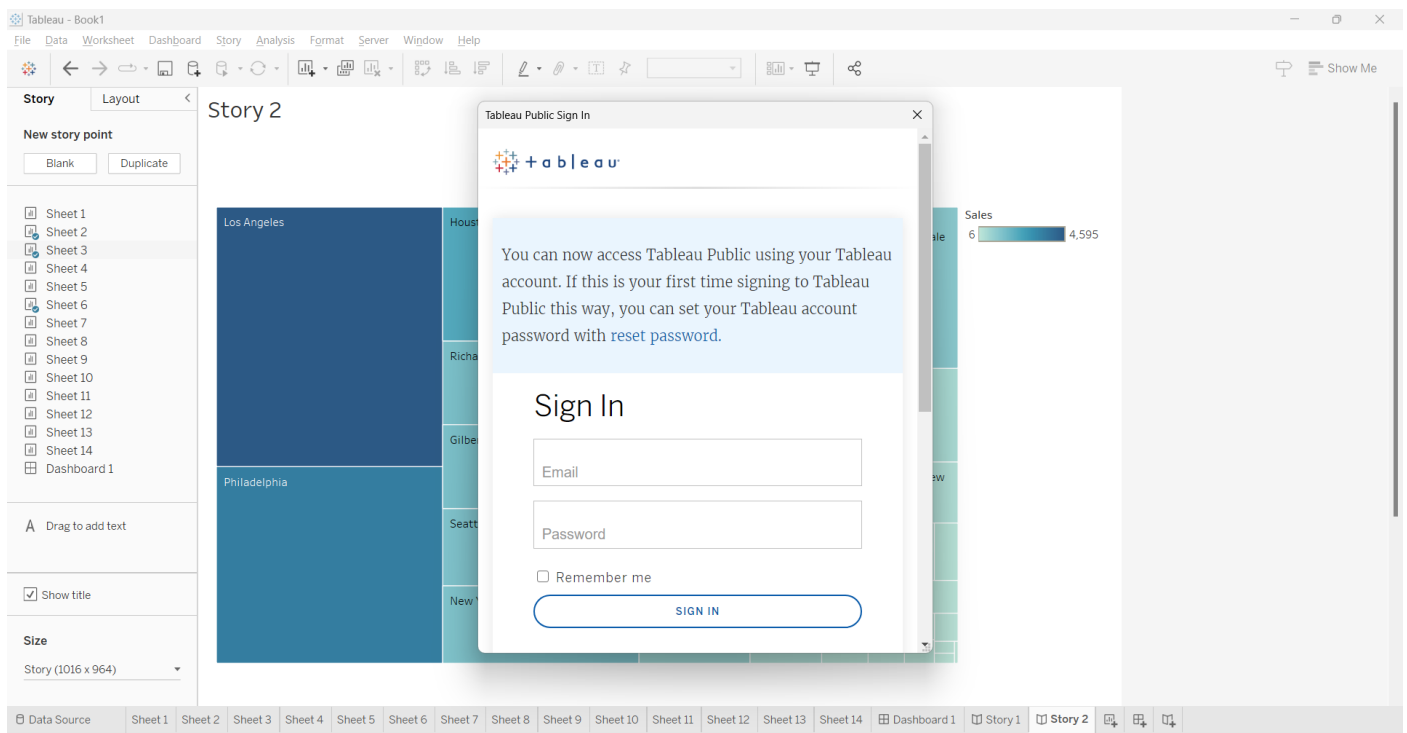 Tableau - Book1
File Data Worksheet Dashboard Story Analysis Format Server Window Help
Show Me
Story Layout
New story point
Blank Duplicate
Sheet 1
Sheet 2
Sheet 3
Sheet 4
Sheet 5
Sheet 6
Sheet 7
Sheet 8
Sheet 9
Sheet 10
Sheet 11
Sheet 12
Sheet 13
Sheet 14
Dashboard 1
A Drag to add text
Show title
Size
Story (1016 x 964)
Story 2
Los Angeles
Philadelphia
Houst
Richa
Gilbe
Seatt
New
ale
ew
Sales
6 4,595
Tableau Public Sign In
+ a b l e a u
You can now access Tableau Public using your Tableau
account. If this is your first time signing to Tableau
Public this way, you can set your Tableau account
password with reset password.
Sign In
Email
Password
Remember me
SIGN IN
Data Source Sheet 1 Sheet 2 Sheet 3 Sheet 4 Sheet 5 Sheet 6 Sheet 7 Sheet 8 Sheet 9 Sheet 10 Sheet 11 Sheet 12 Sheet 13 Sheet 14 Dashboard 1 Story 1 Story 2